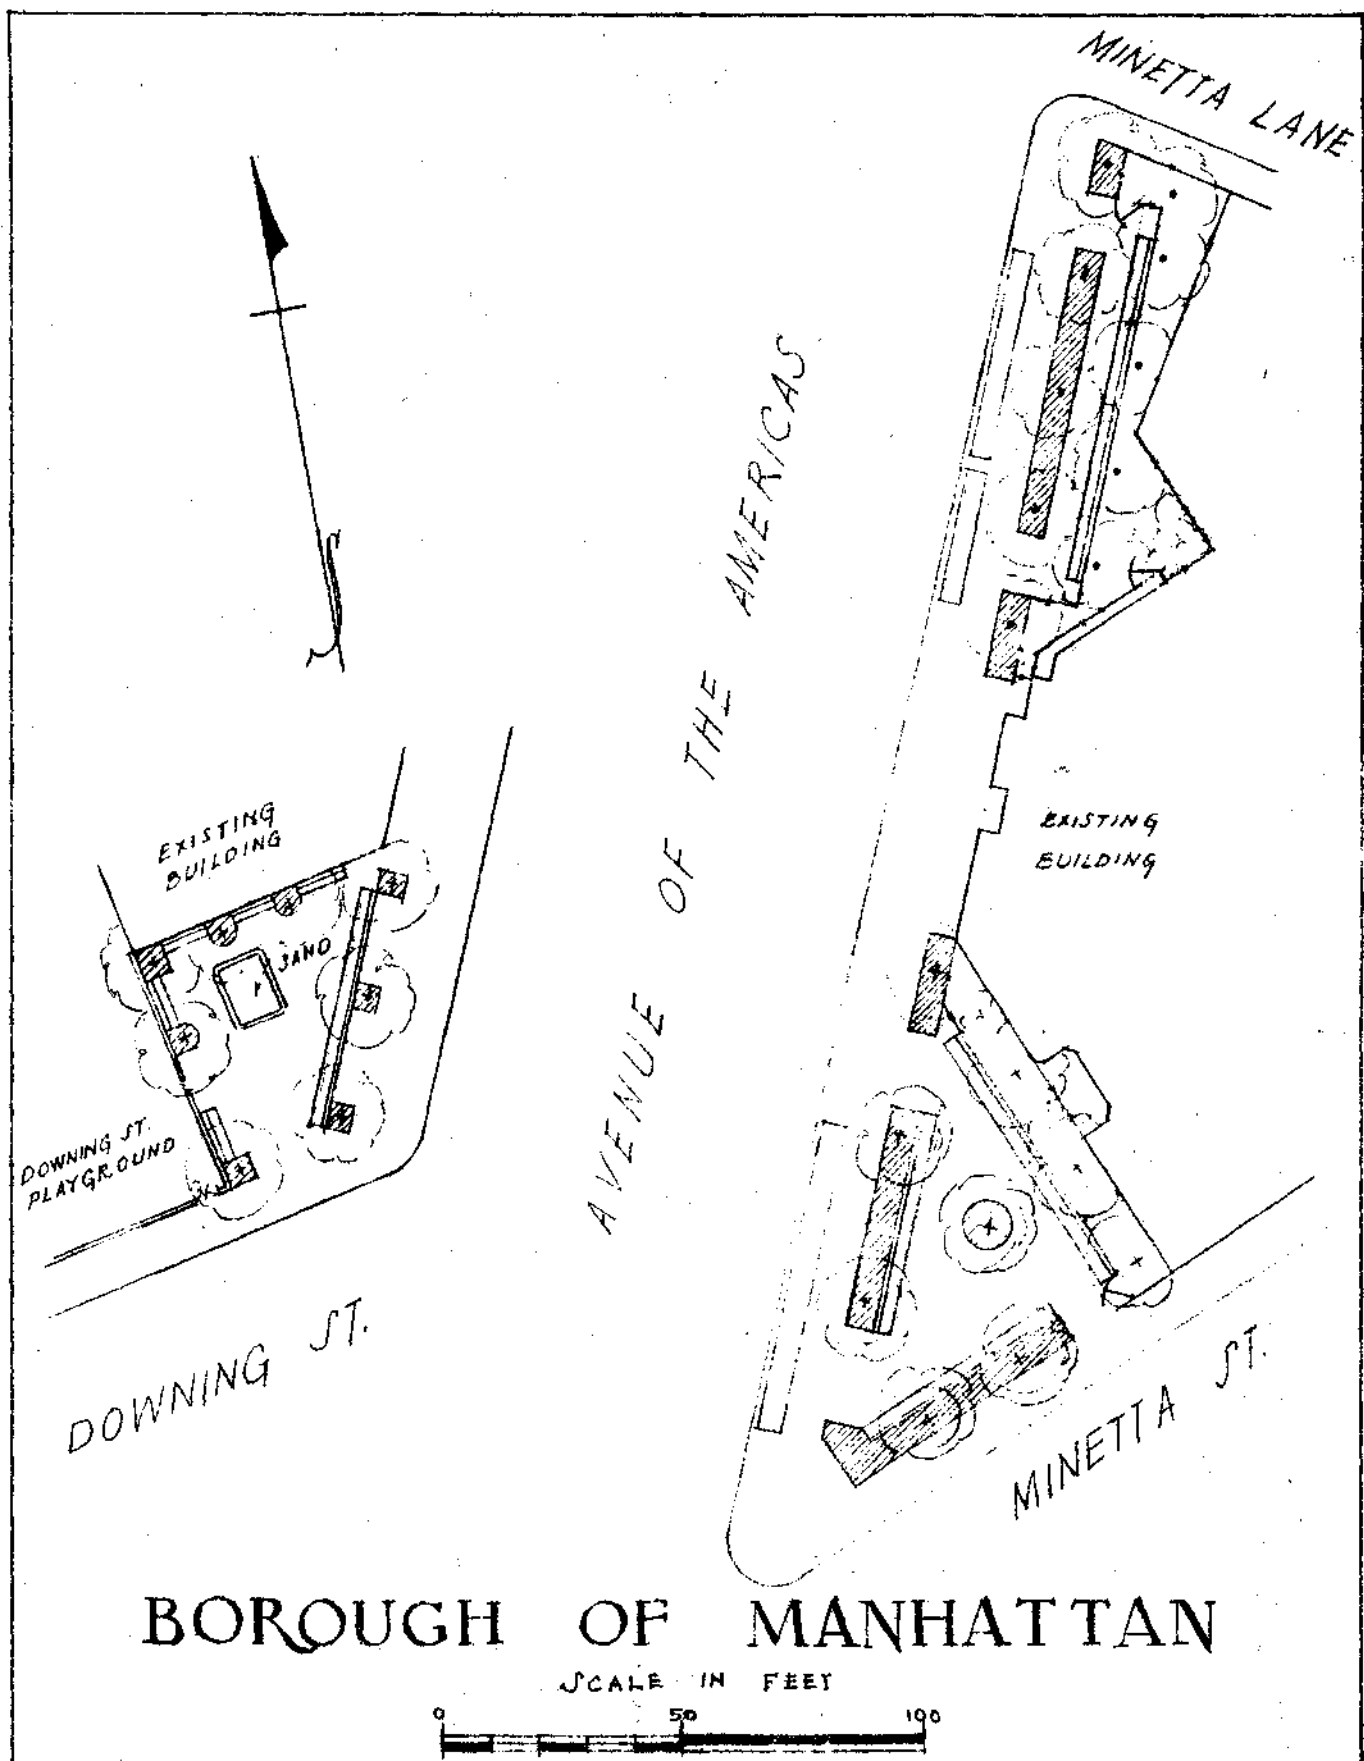 MINETTA LANE
AVENUE OF THE AMERICAS
EXISTING
BUILDING
EXISTING
BUILDING
SAND
DOWNING ST.
PLAYGROUND
DOWNING ST.
MINETTA ST.
BOROUGH OF MANHATTAN
SCALE IN FEET
0 50 100